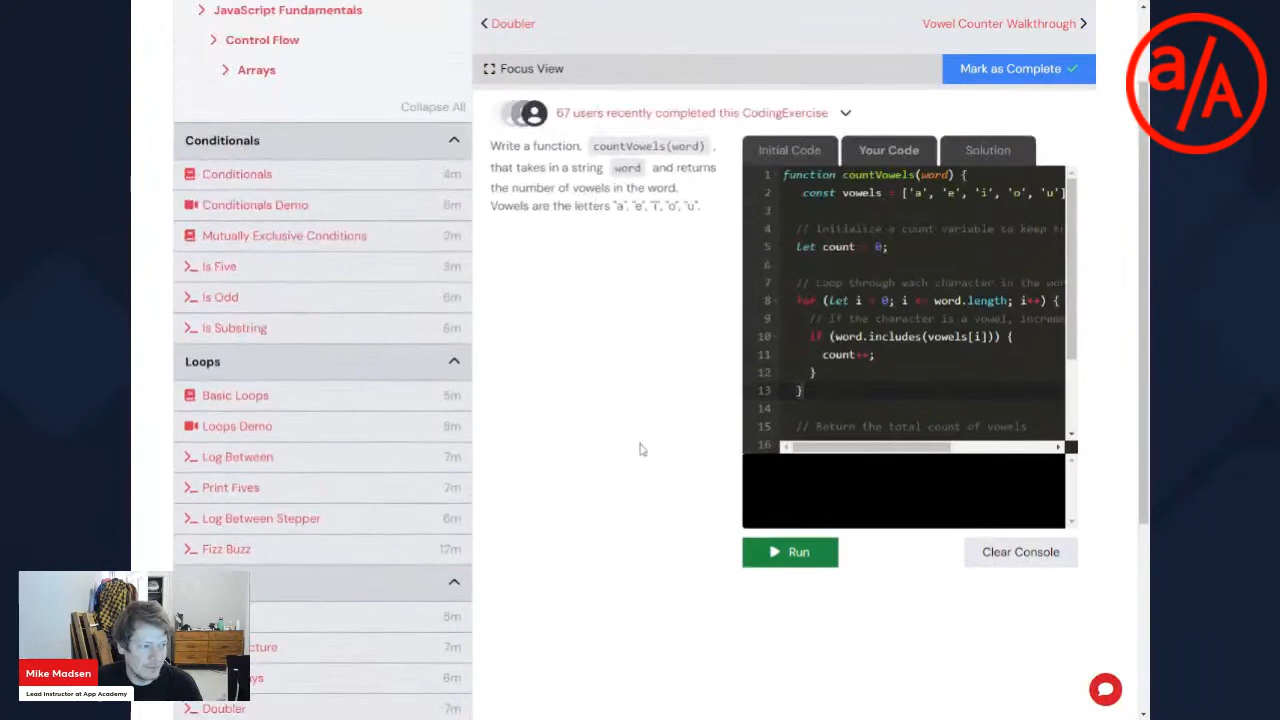 JavaScript Fundamentals
Control Flow
Arrays
Collapse All
Conditionals
Conditionals 4m
Conditionals Demo 6m
Mutually Exclusive Conditions 2m
Is Five 3m
Is Odd 6m
Is Substring 6m
Loops
Basic Loops 5m
Loops Demo 8m
Log Between 7m
Print Fives 7m
Log Between Stepper 6m
Fizz Buzz 17m
5m
cture 7m
ys 6m
Doubler 7m
Doubler
Vowel Counter Walkthrough
Focus View
Mark as Complete
67 users recently completed this CodingExercise
Write a function, countVowels(word) ,
that takes in a string word and returns
the number of vowels in the word.
Vowels are the letters "a", "e", "i", "o", "u".
Initial Code
Your Code
Solution
1 function countVowels(word) {
2 const vowels = ['a', 'e', 'i', 'o', 'u']
3
4 // Initialize a count variable to keep tr
5 let count = 0;
6
7 // Loop through each character in the wor
8 for (let i = 0; i <= word.length; i++) {
9 // If the character is a vowel, increme
10 if (word.includes(vowels[i])) {
11 count++;
12 }
13 }
14
15 // Return the total count of vowels
16
Run
Clear Console
a/A
Mike Madsen
Lead Instructor at App Academy